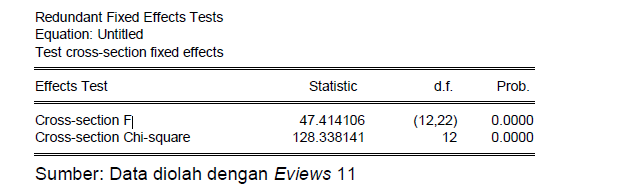 Redundant Fixed Effects Tests
Equation: Untitled
Test cross-section fixed effects
Effects Test Statistic d.f. Prob.
Cross-section F 47.414106 (12,22) 0.0000
Cross-section Chi-square 128.338141 12 0.0000
Sumber: Data diolah dengan Eviews 11